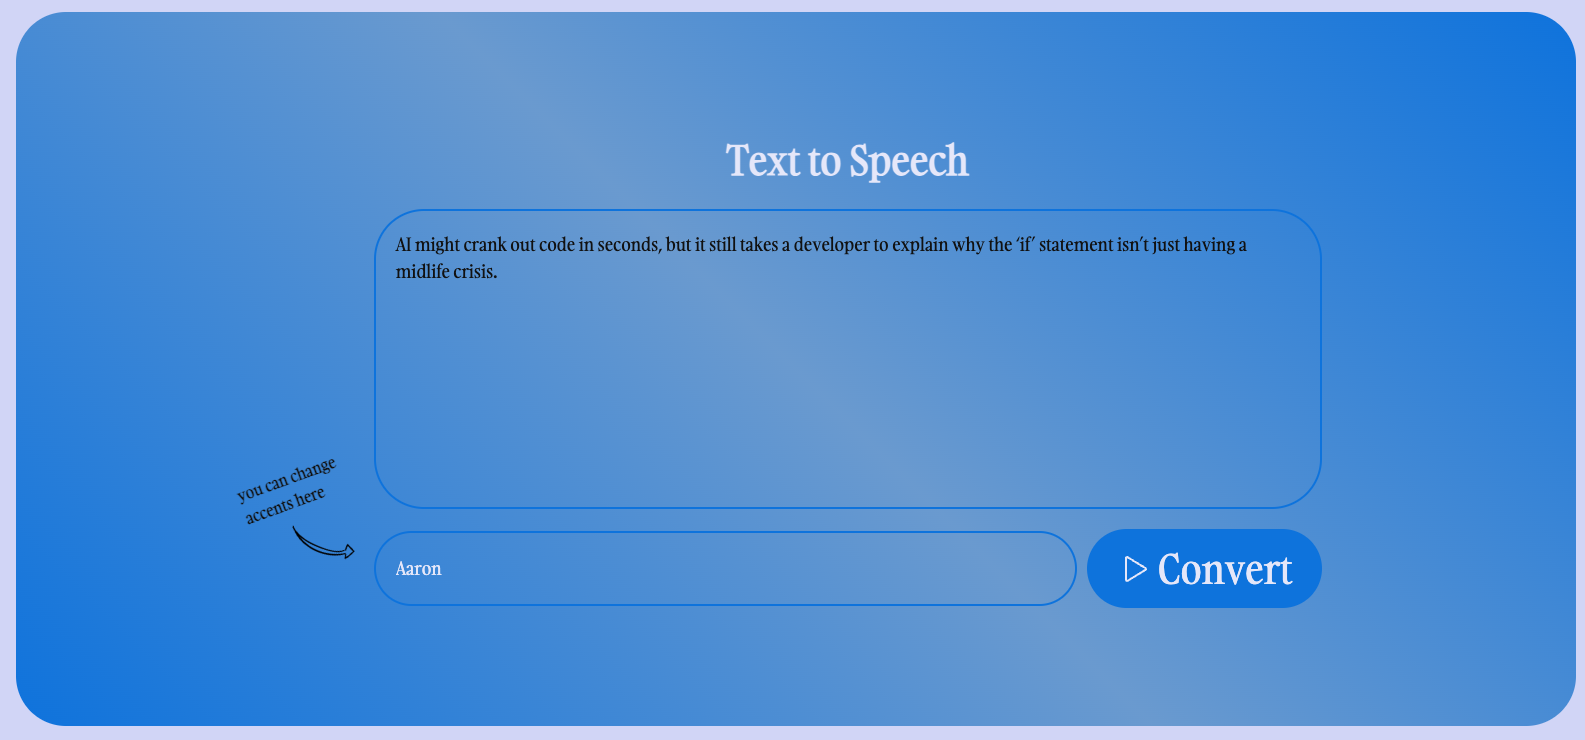 Text to Speech
AI might crank out code in seconds, but it still takes a developer to explain why the ‘if’ statement isn’t just having a
midlife crisis.
you can change
accents here
Aaron
Convert